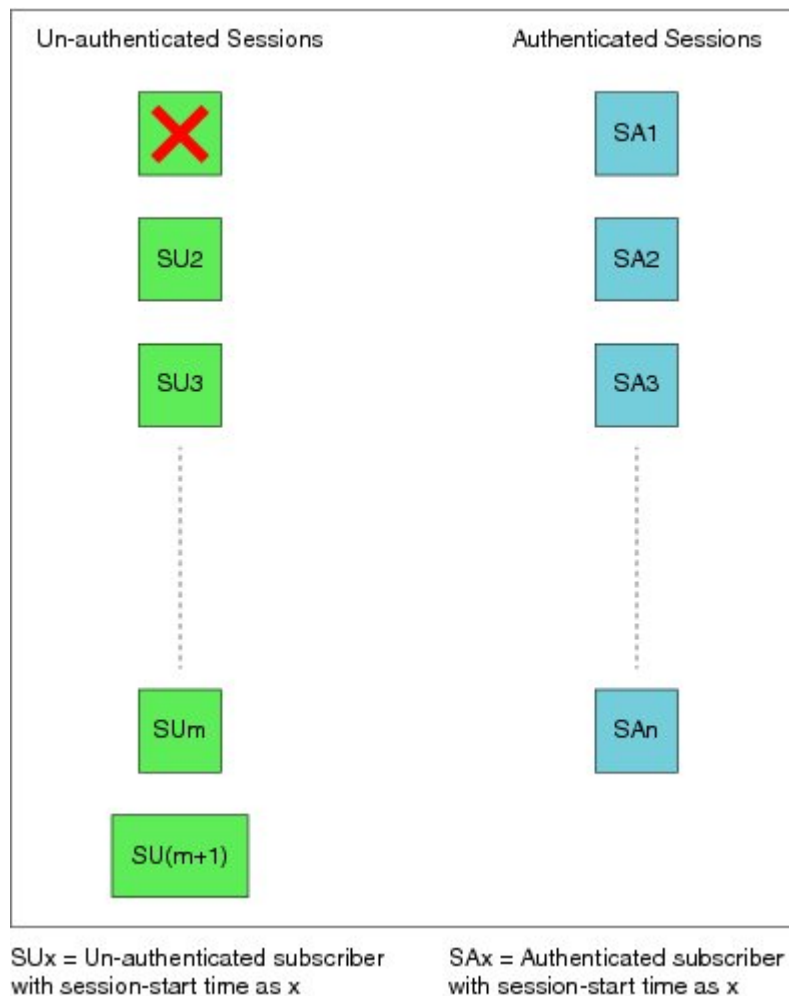 Un-authenticated Sessions
Authenticated Sessions
SA1
SU2
SA2
SU3
SA3
SUm
SAn
SU(m+1)
SUx = Un-authenticated subscriber
with session-start time as x
SAx = Authenticated subscriber
with session-start time as x